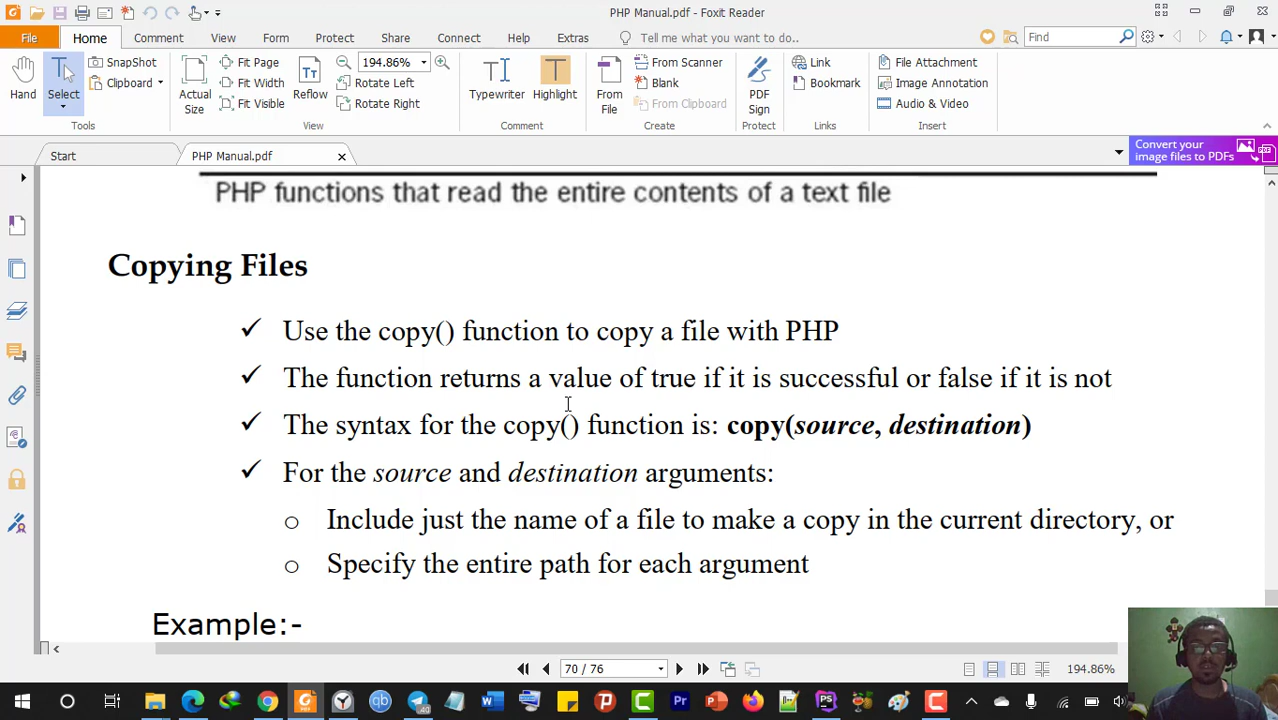 PHP Manual.pdf - Foxit Reader
File Home Comment View Form Protect Share Connect Help Extras Tell me what you want to do... Find
Hand Select SnapShot Clipboard
Actual Size Fit Page Fit Width Fit Visible Reflow 194.86% Rotate Left Rotate Right
Typewriter Highlight
From File From Scanner Blank From Clipboard
PDF Sign
Link Bookmark
File Attachment Image Annotation Audio & Video
Tools View Comment Create Protect Links Insert
Start PHP Manual.pdf
Convert your
image files to PDFs
PHP functions that read the entire contents of a text file
Copying Files
✓ Use the copy() function to copy a file with PHP
✓ The function returns a value of true if it is successful or false if it is not
✓ The syntax for the copy() function is: copy(source, destination)
✓ For the source and destination arguments:
o Include just the name of a file to make a copy in the current directory, or
o Specify the entire path for each argument
Example:-
70 / 76 194.86%